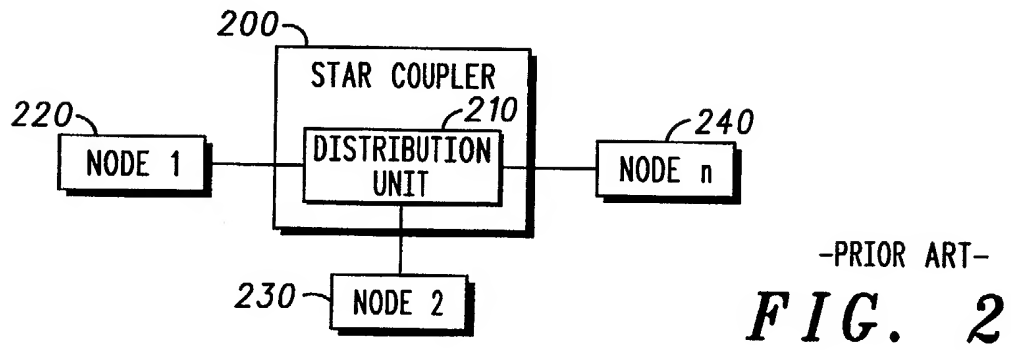 200
STAR COUPLER
220
210
240
NODE 1
DISTRIBUTION
UNIT
NODE n
230
NODE 2
-PRIOR ART-
FIG. 2